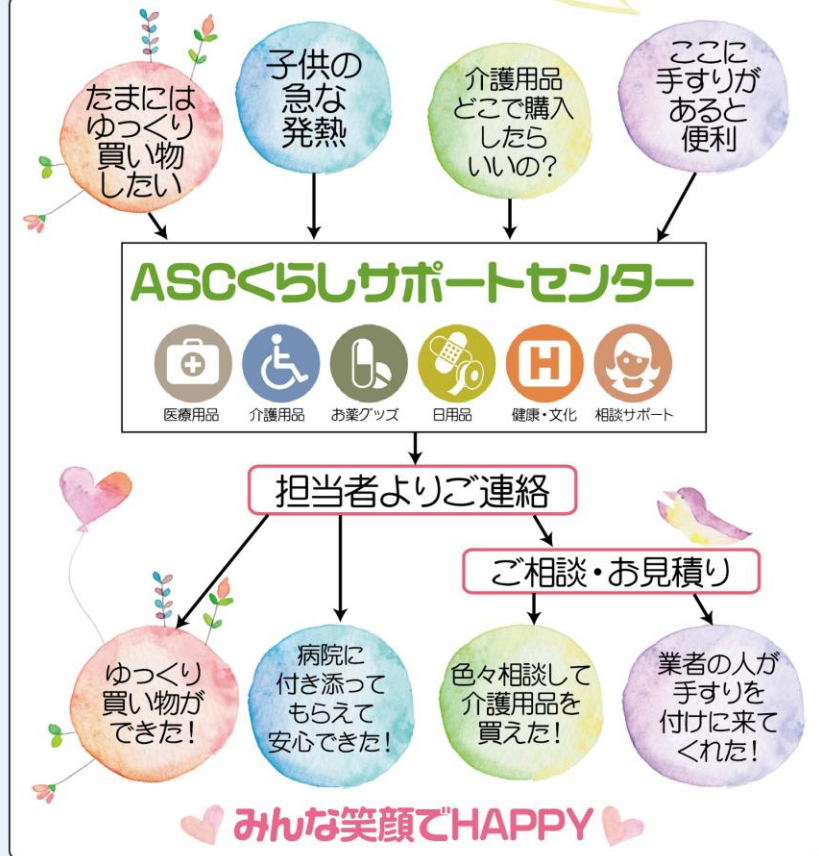 たまには
ゆっくり
買い物
したい
子供の
急な
発熱
介護用品
どこで購入
したら
いいの?
ここに
手すりが
あると
便利
ASCくらしサポートセンター
医療用品
介護用品
お薬グッズ
日用品
H
健康・文化
相談サポート
担当者よりご連絡
ご相談・お見積り
ゆっくり
買い物が
できた!
病院に
付き添って
もらえて
安心できた!
色々相談して
介護用品を
買えた!
業者の人が
手すりを
付けに来て
くれた!
みんな笑顔でHAPPY